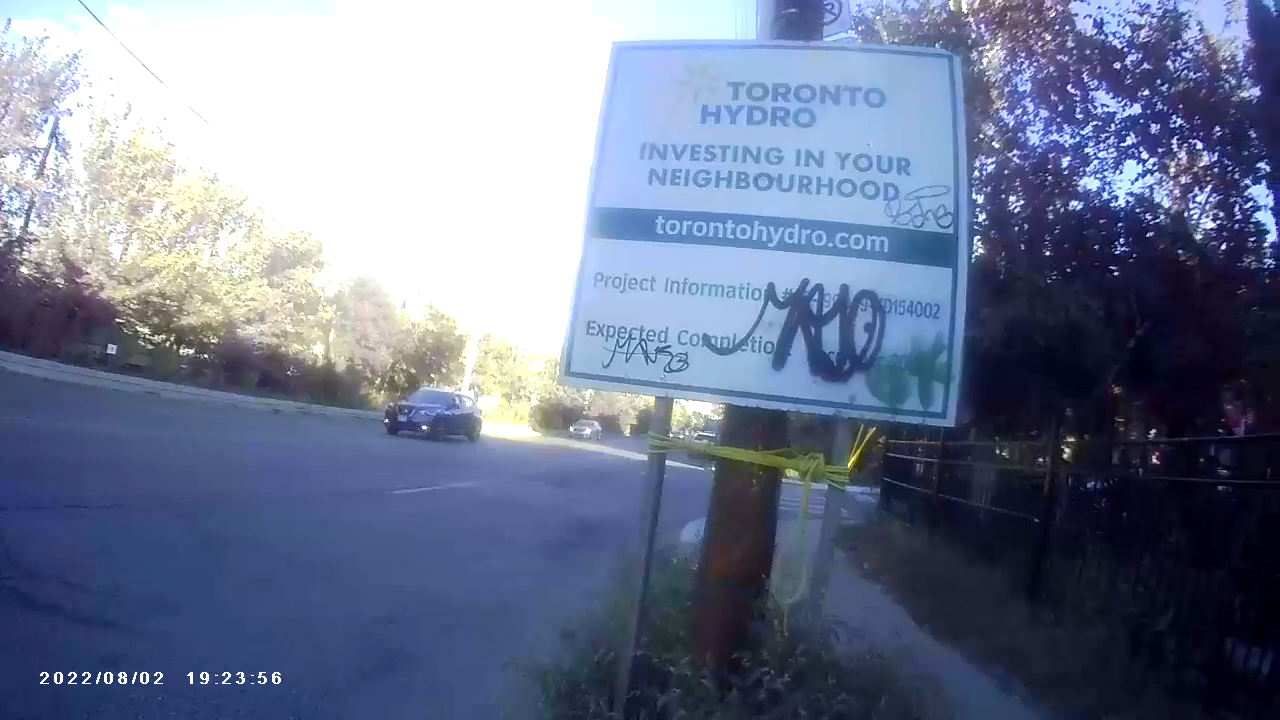 TORONTO
HYDRO
INVESTING IN YOUR
NEIGHBOURHOOD
torontohydro.com
Project Information
Expected Completion
2022/08/02 19:23:56